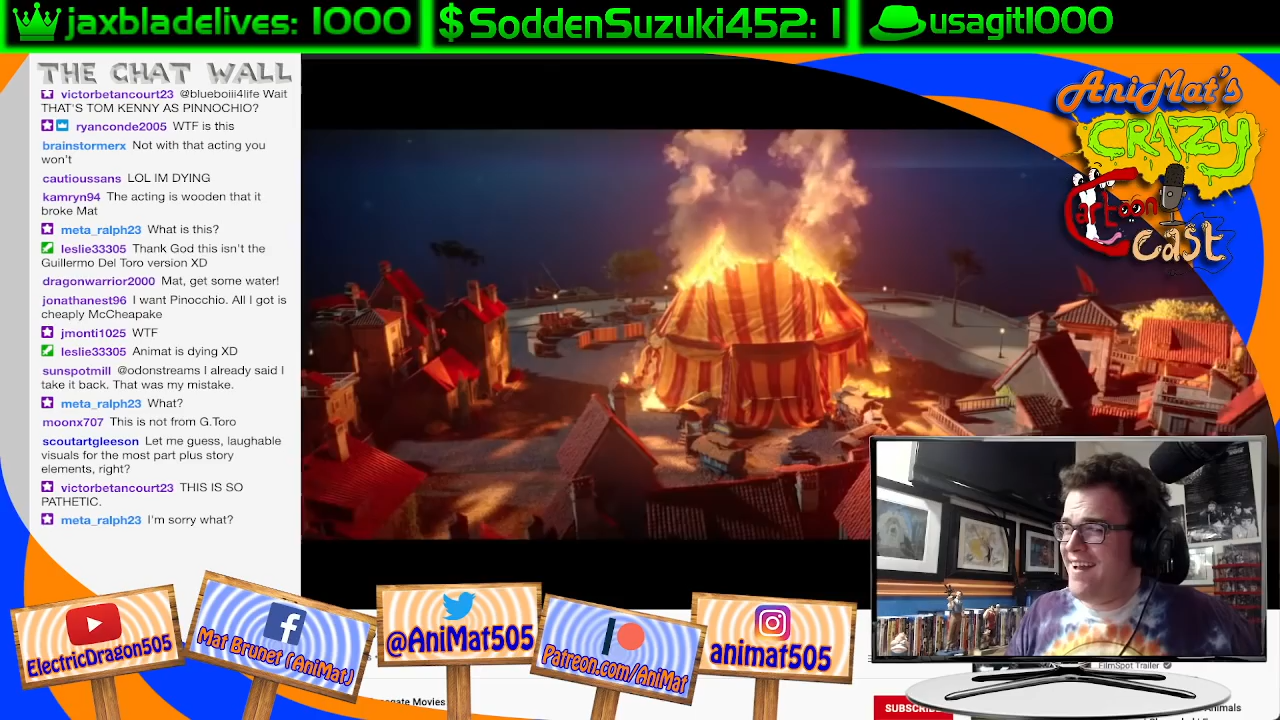 jaxbladelives: 1000
$ SoddenSuzuki452: 1
usagit1000
THE CHAT WALL
victorbetancourt23 @blueboiii4life Wait
THAT'S TOM KENNY AS PINNOCHIO?
ryanconde2005 WTF is this
brainstormerx Not with that acting you
won't
cautioussans LOL IM DYING
kamryn94 The acting is wooden that it
broke Mat
meta_ralph23 What is this?
leslie33305 Thank God this isn't the
Guillermo Del Toro version XD
dragonwarrior2000 Mat, get some water!
jonathanest96 I want Pinocchio. All I got is
cheaply McCheapake
jmonti1025 WTF
leslie33305 Animat is dying XD
sunspotmill @odonstreams I already said I
take it back. That was my mistake.
meta_ralph23 What?
moonx707 This is not from G.Toro
scoutartgleeson Let me guess, laughable
visuals for the most part plus story
elements, right?
victorbetancourt23 THIS IS SO
PATHETIC.
meta_ralph23 I'm sorry what?
AniMat's
CRAZY
Cartoon
Cast
ElectricDragon505
Mat Brunet (AniMat)
@AniMat505
Patreon.com/AniMat
animat505
Movies
FilmSpot Trailer